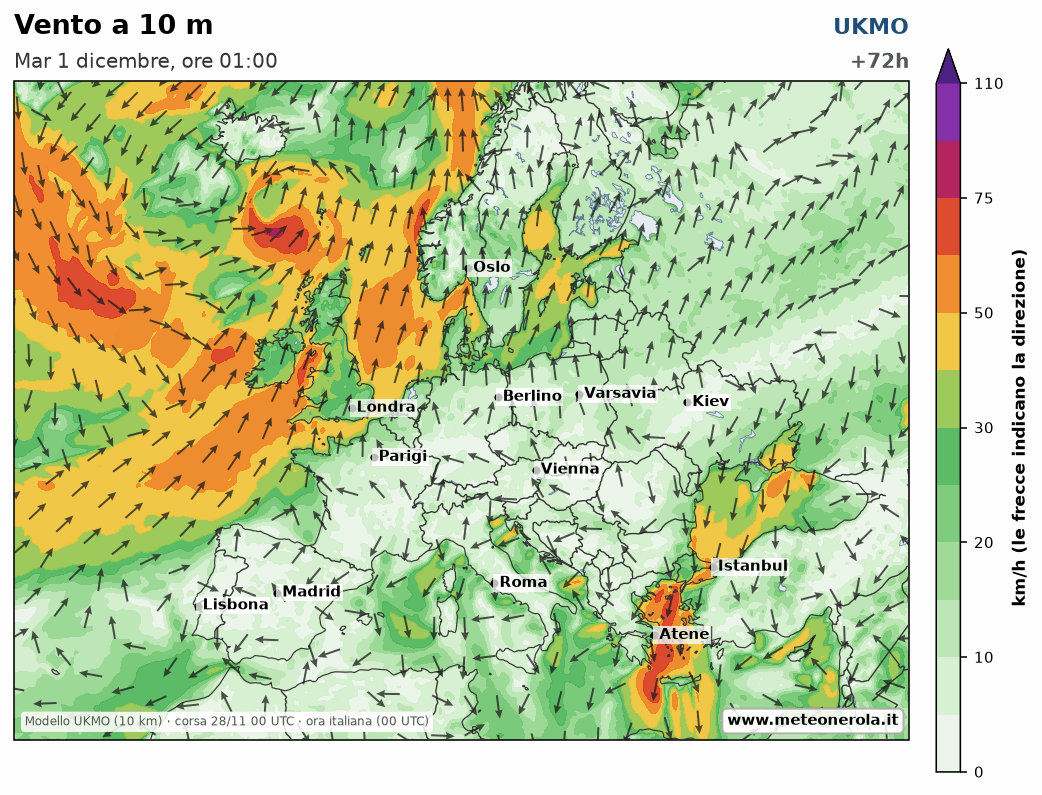 Vento a 10 m
UKMO
Mar 1 dicembre, ore 01:00
+72h
110
75
50
30
20
10
0
km/h (le frecce indicano la direzione)
Oslo
Londra
Berlino
Varsavia
Kiev
Parigi
Vienna
Istanbul
Roma
Madrid
Lisbona
Atene
Modello UKMO (10 km) · corsa 28/11 00 UTC · ora italiana (00 UTC)
www.meteonerola.it